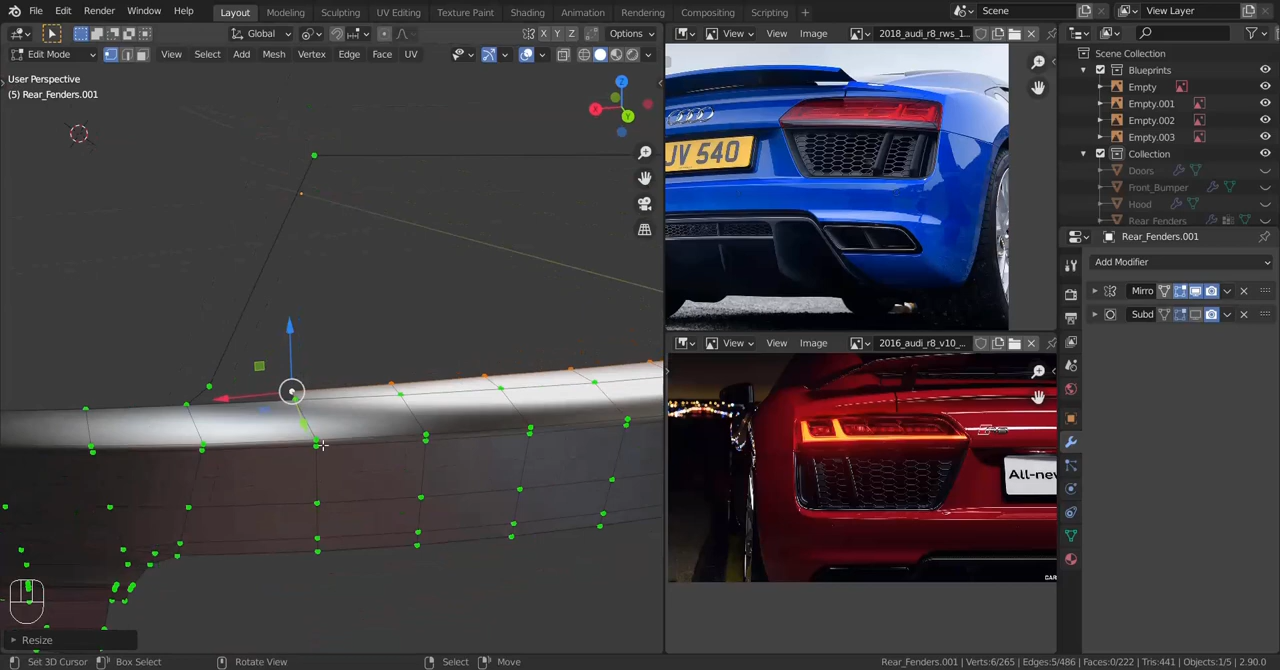 File Edit Render Window Help
Layout Modeling Sculpting UV Editing Texture Paint Shading Animation Rendering Compositing Scripting +
Scene
View Layer
Global
X Y Z
Options
Edit Mode
View Select Add Mesh Vertex Edge Face UV
User Perspective
(5) Rear_Fenders.001
View
View
Image
2018_audi_r8_rws_1...
JV 540
View
View
Image
2016_audi_r8_v10_...
All-new
CAR
Scene Collection
Blueprints
Empty
Empty.001
Empty.002
Empty.003
Collection
Doors
Front_Bumper
Hood
Rear_Fenders
Rear_Fenders.001
Add Modifier
Mirro
Subd
X
Y
Z
Resize
Set 3D Cursor
Box Select
Rotate View
Select
Move
Rear_Fenders.001 | Verts:6/265 | Edges:5/486 | Faces:0/222 | Tris:441 | Objects:1/5 | 2.90.0